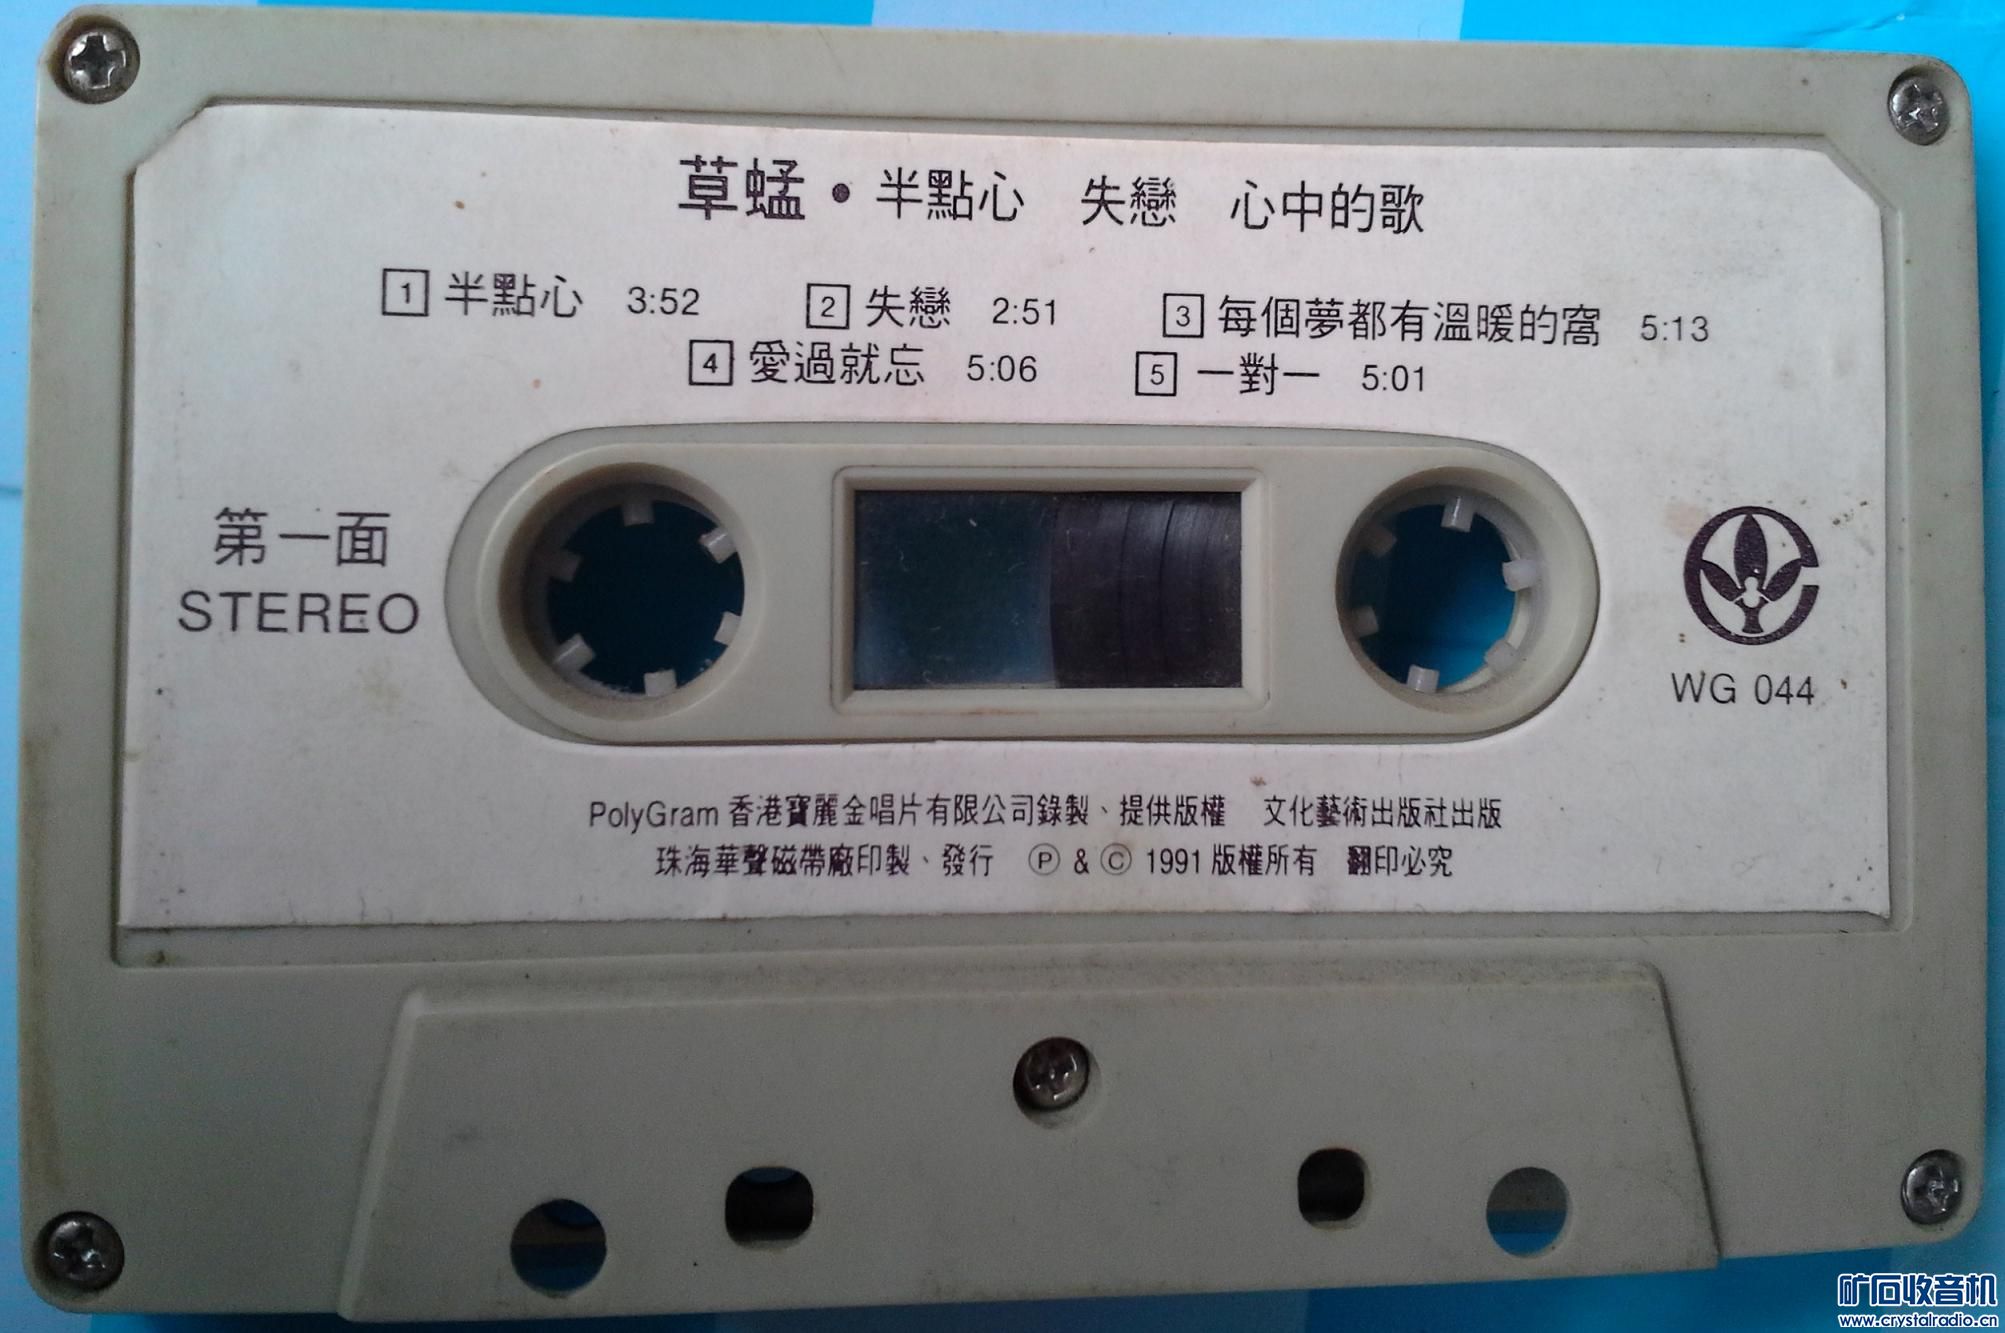 草蜢·半點心 失戀 心中的歌
1 半點心 3:52 2 失戀 2:51 3 每個夢都有溫暖的窩 5:13
4 愛過就忘 5:06 5 一對一 5:01
第一面
STEREO
WG 044
PolyGram 香港寶麗金唱片有限公司錄製、提供版權 文化藝術出版社出版
珠海華聲磁帶廠印製、發行 Ⓟ & Ⓒ 1991 版權所有 翻印必究
矿石收音机
www.crystalradio.cn